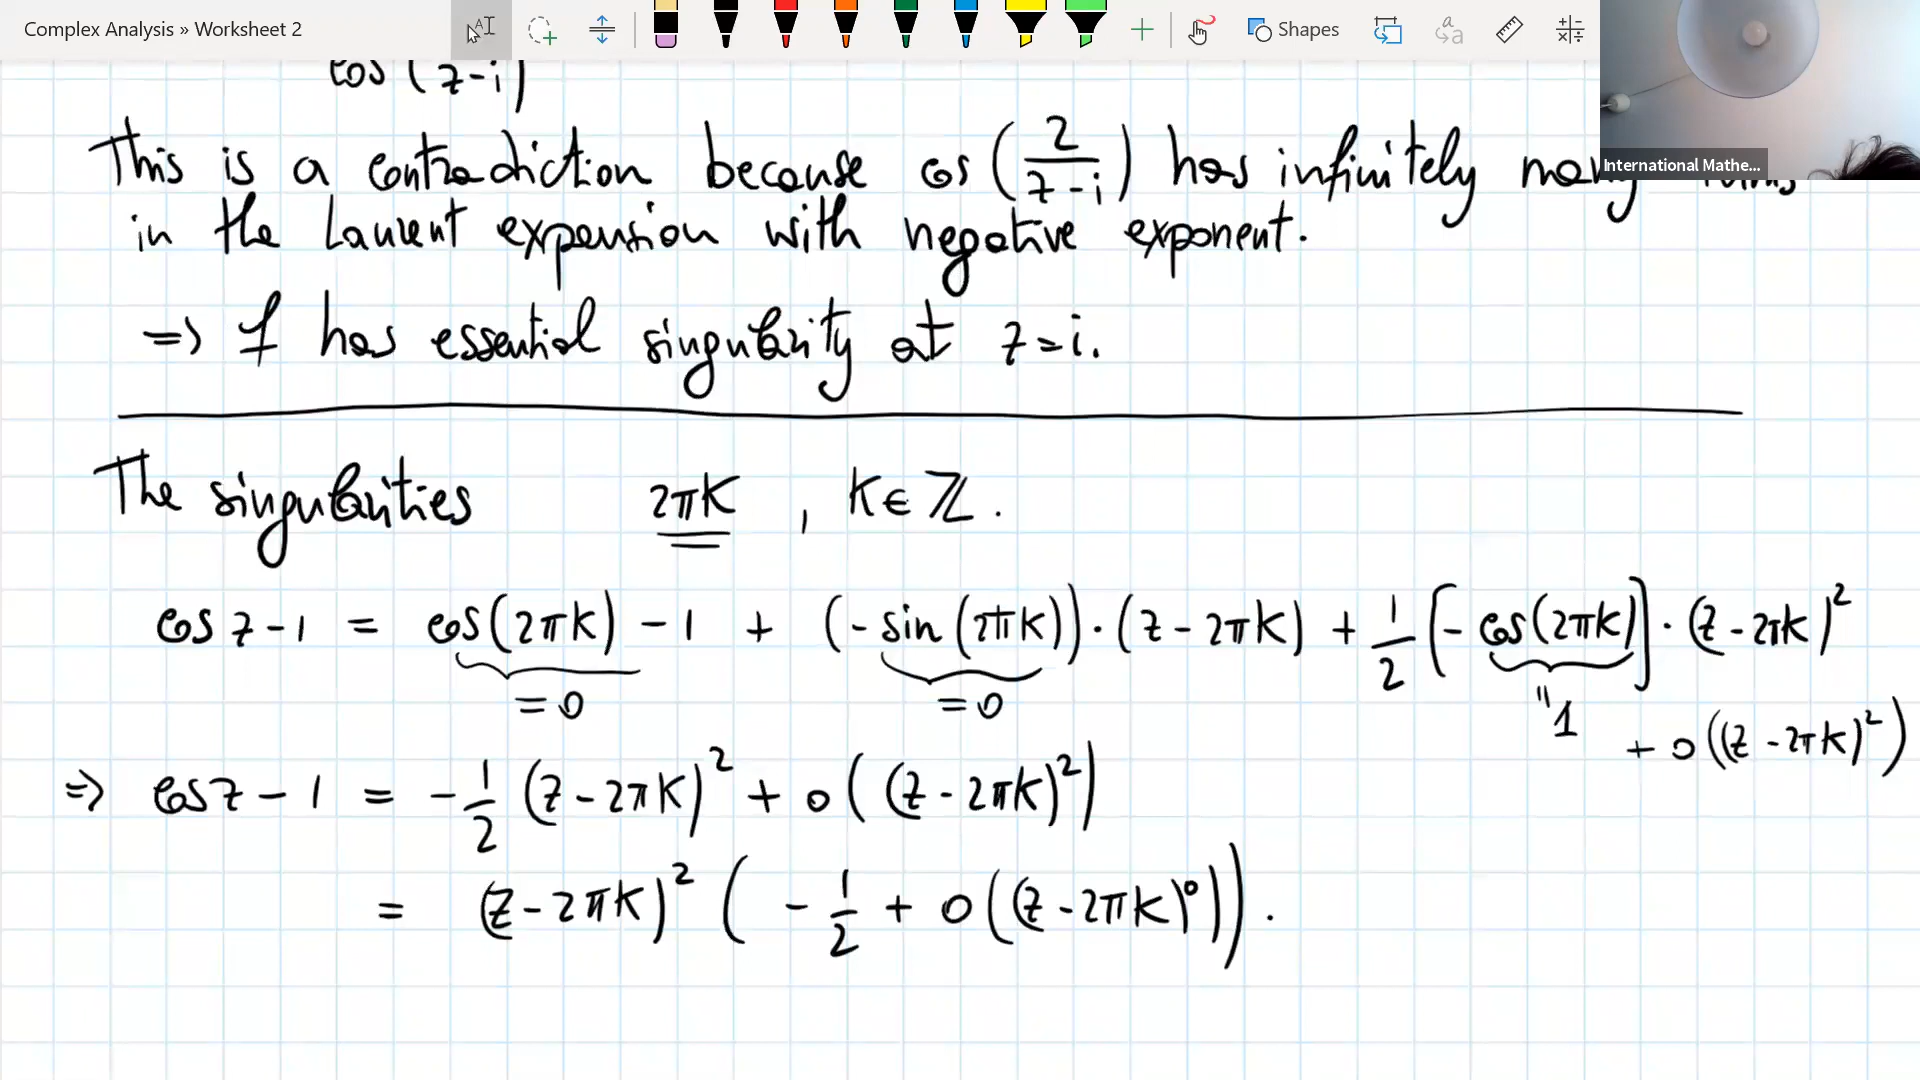 Complex Analysis » Worksheet 2
Shapes
International Mathe...
cos(z-i)
This is a contradiction because cos(2/(z-i)) has infinitely many
in the Laurent expension with negative exponent.
=> f has essential singularity at z=i.
The singularities 2πk , k∈ℤ.
cos z-1 = cos(2πk) -1 + (-sin(2πk))·(z-2πk) + 1/2 [-cos(2πk)]·(z-2πk)²
=0 =0 "1 + o((z-2πk)²)
=> cos z-1 = -1/2 (z-2πk)² + o((z-2πk)²)
= (z-2πk)² (-1/2 + o((z-2πk)⁰)).